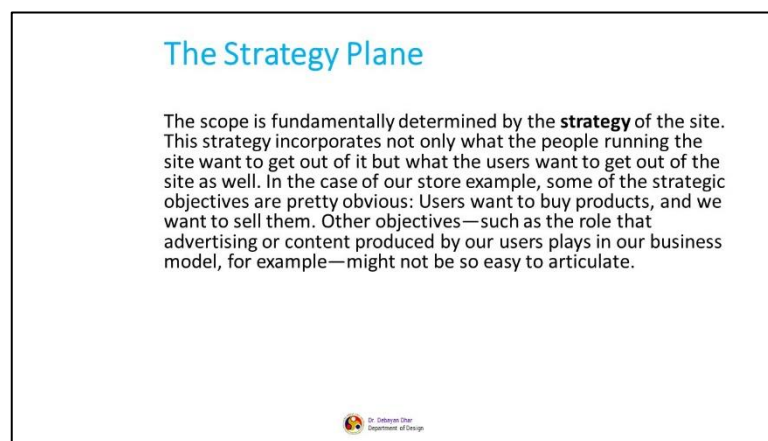 The Strategy Plane
The scope is fundamentally determined by the strategy of the site.
This strategy incorporates not only what the people running the
site want to get out of it but what the users want to get out of the
site as well. In the case of our store example, some of the strategic
objectives are pretty obvious: Users want to buy products, and we
want to sell them. Other objectives—such as the role that
advertising or content produced by our users plays in our business
model, for example—might not be so easy to articulate.
Dr. Debayan Dhar
Department of Design